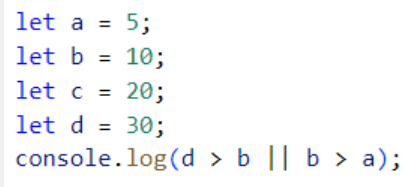 let a = 5;
let b = 10;
let c = 20;
let d = 30;
console.log(d > b || b > a);